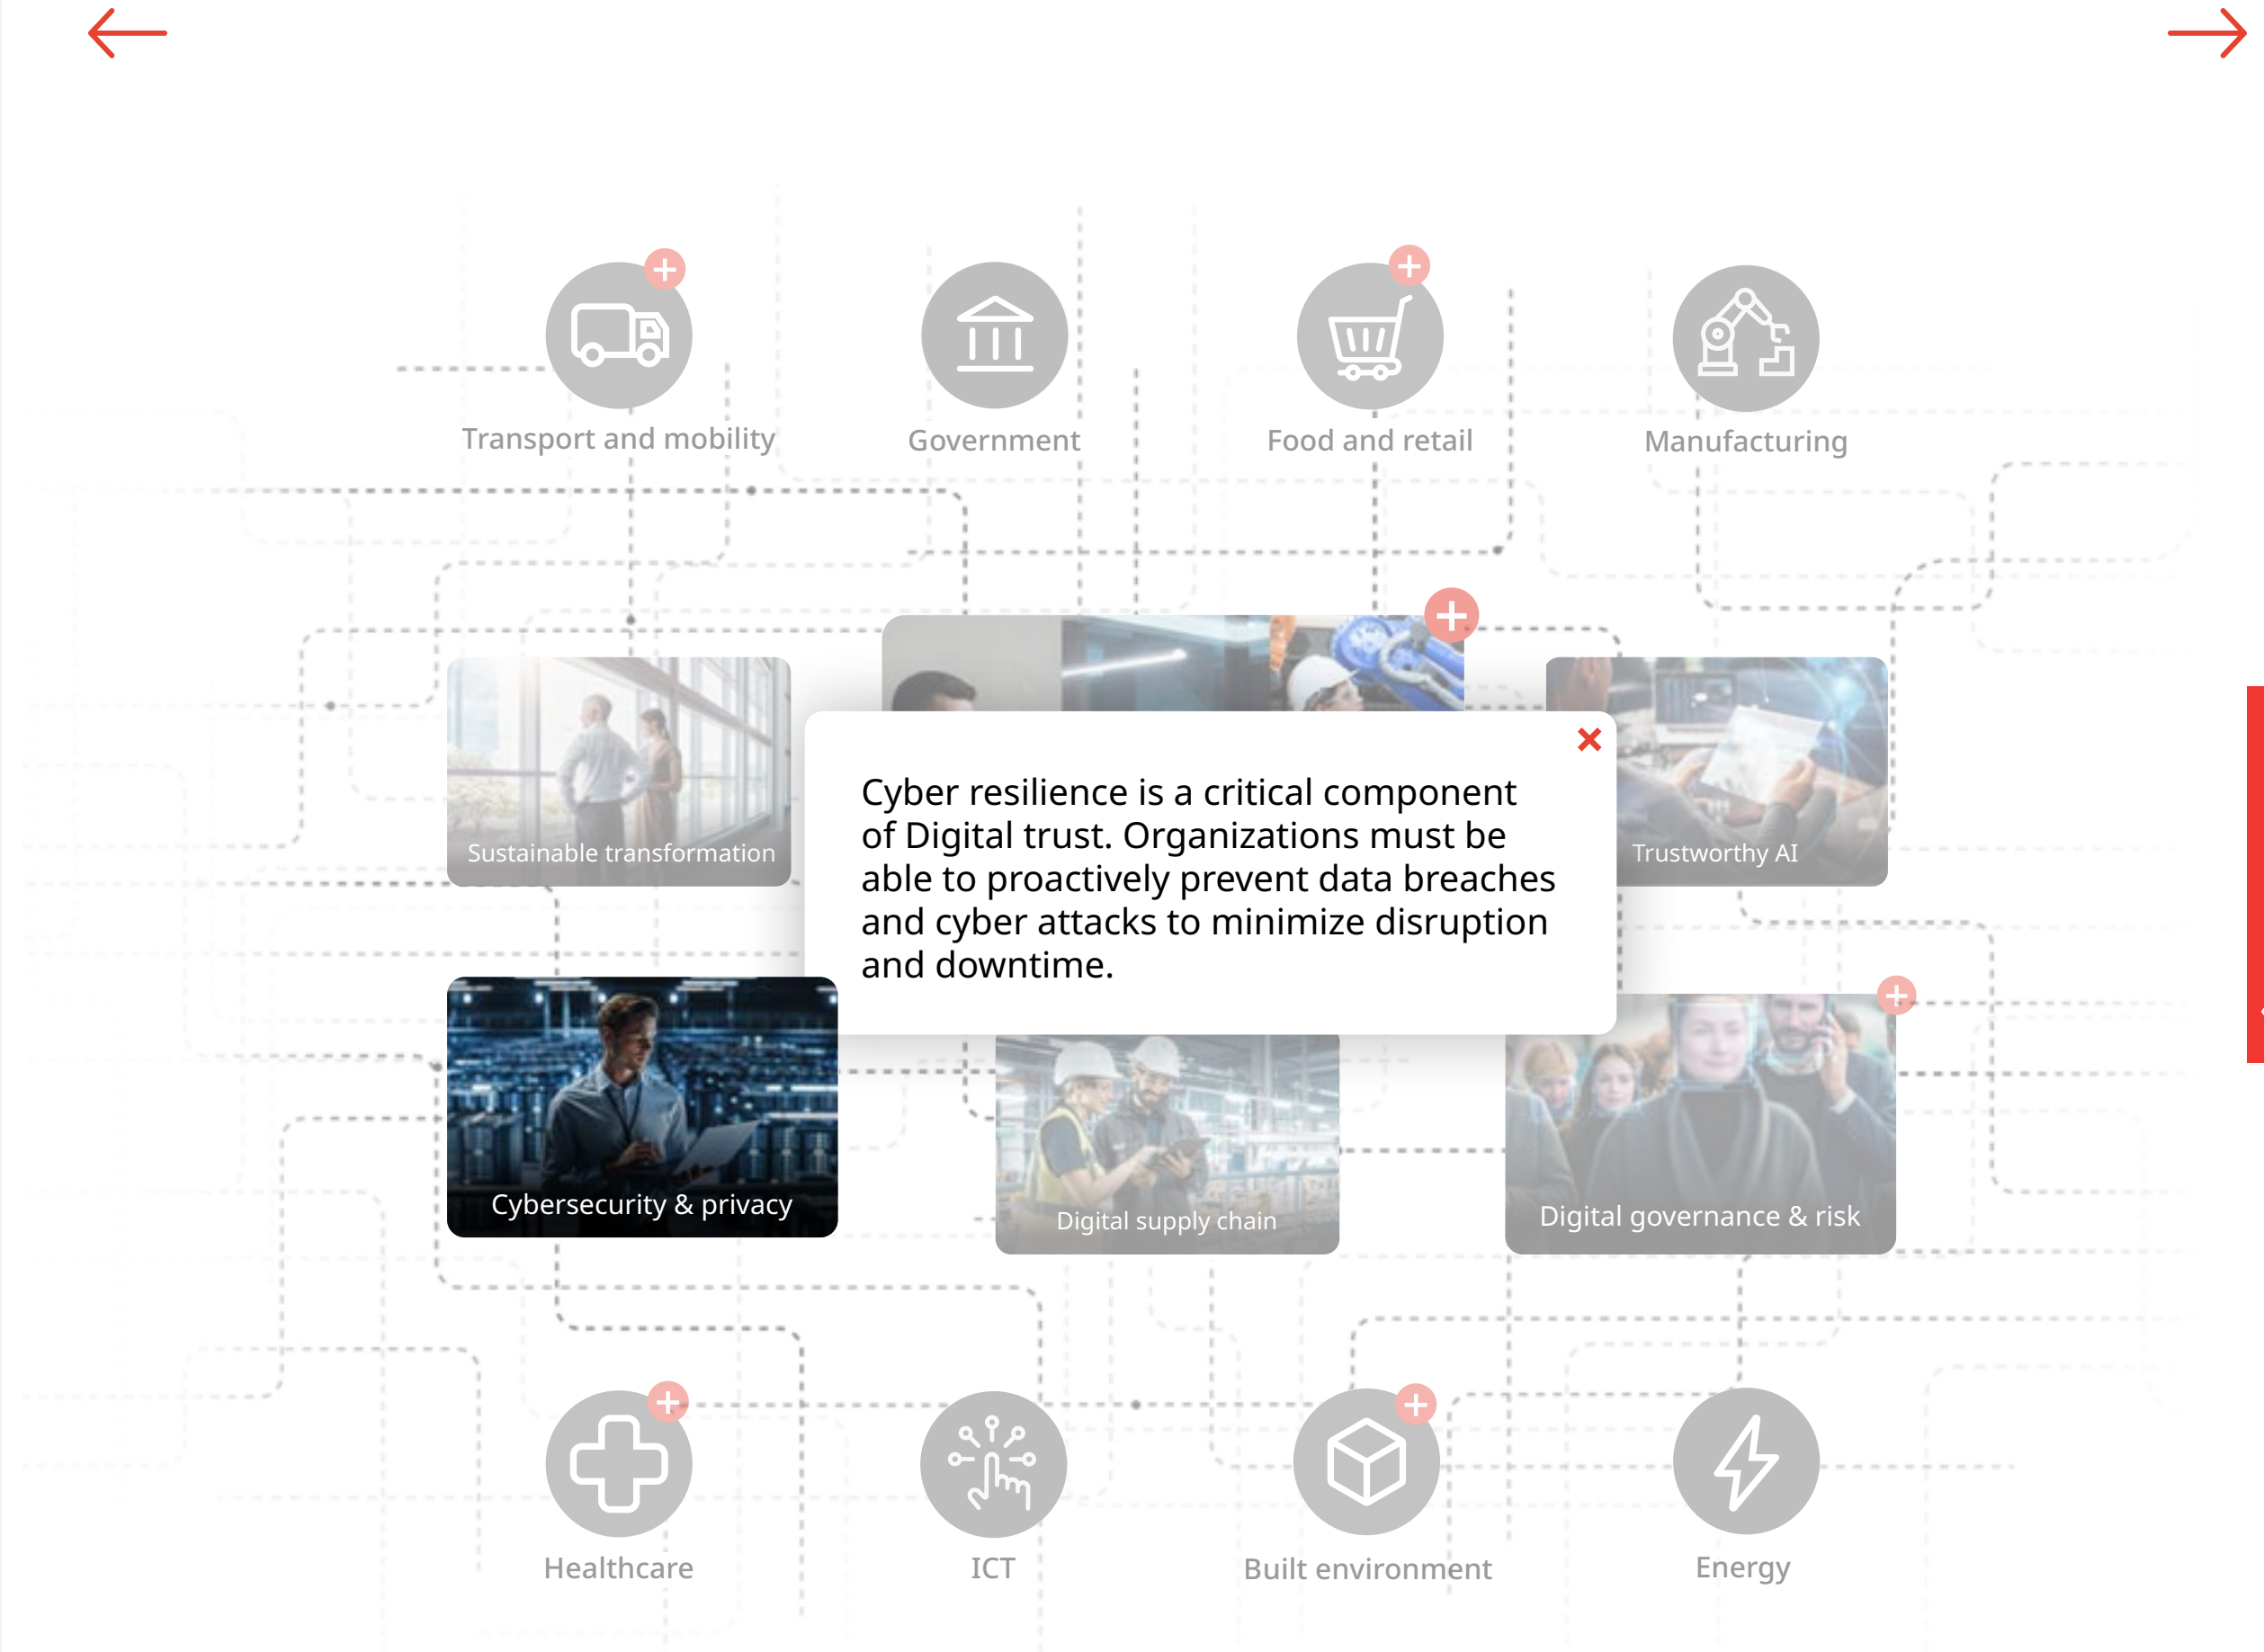 Transport and mobility
Government
Food and retail
Manufacturing
Sustainable transformation
Trustworthy AI
Cyber resilience is a critical component
of Digital trust. Organizations must be
able to proactively prevent data breaches
and cyber attacks to minimize disruption
and downtime.
Cybersecurity & privacy
Digital supply chain
Digital governance & risk
Healthcare
ICT
Built environment
Energy